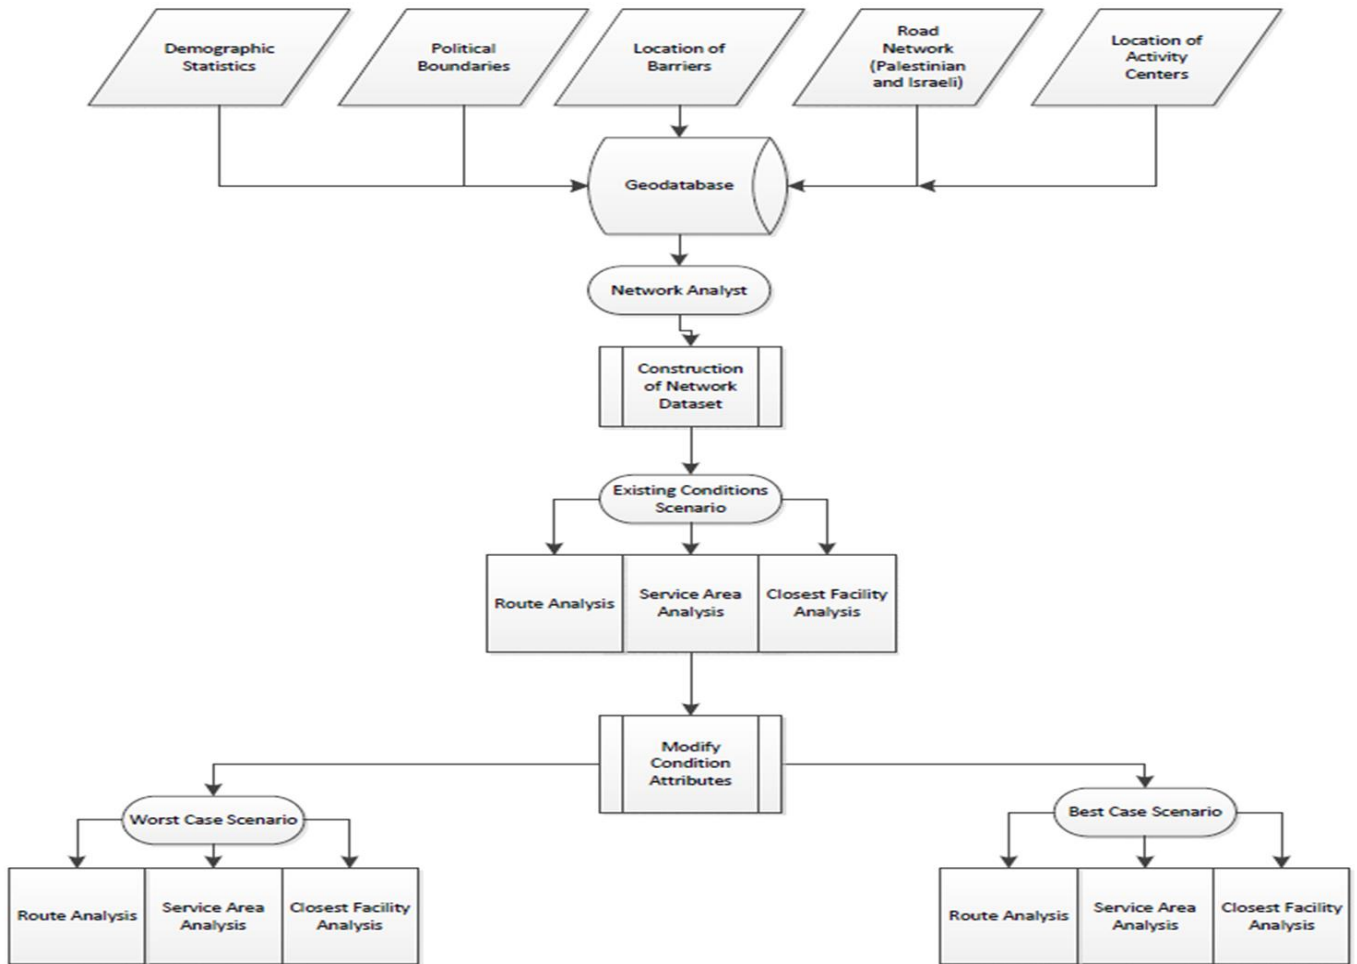 Demographic
Statistics
Political
Boundaries
Location of
Barriers
Road
Network
(Palestinian
and Israeli)
Location of
Activity
Centers
Geodatabase
Network Analyst
Construction
of Network
Dataset
Existing Conditions
Scenario
Route Analysis
Service Area
Analysis
Closest Facility
Analysis
Modify
Condition
Attributes
Worst Case Scenario
Route Analysis
Service Area
Analysis
Closest Facility
Analysis
Best Case Scenario
Route Analysis
Service Area
Analysis
Closest Facility
Analysis